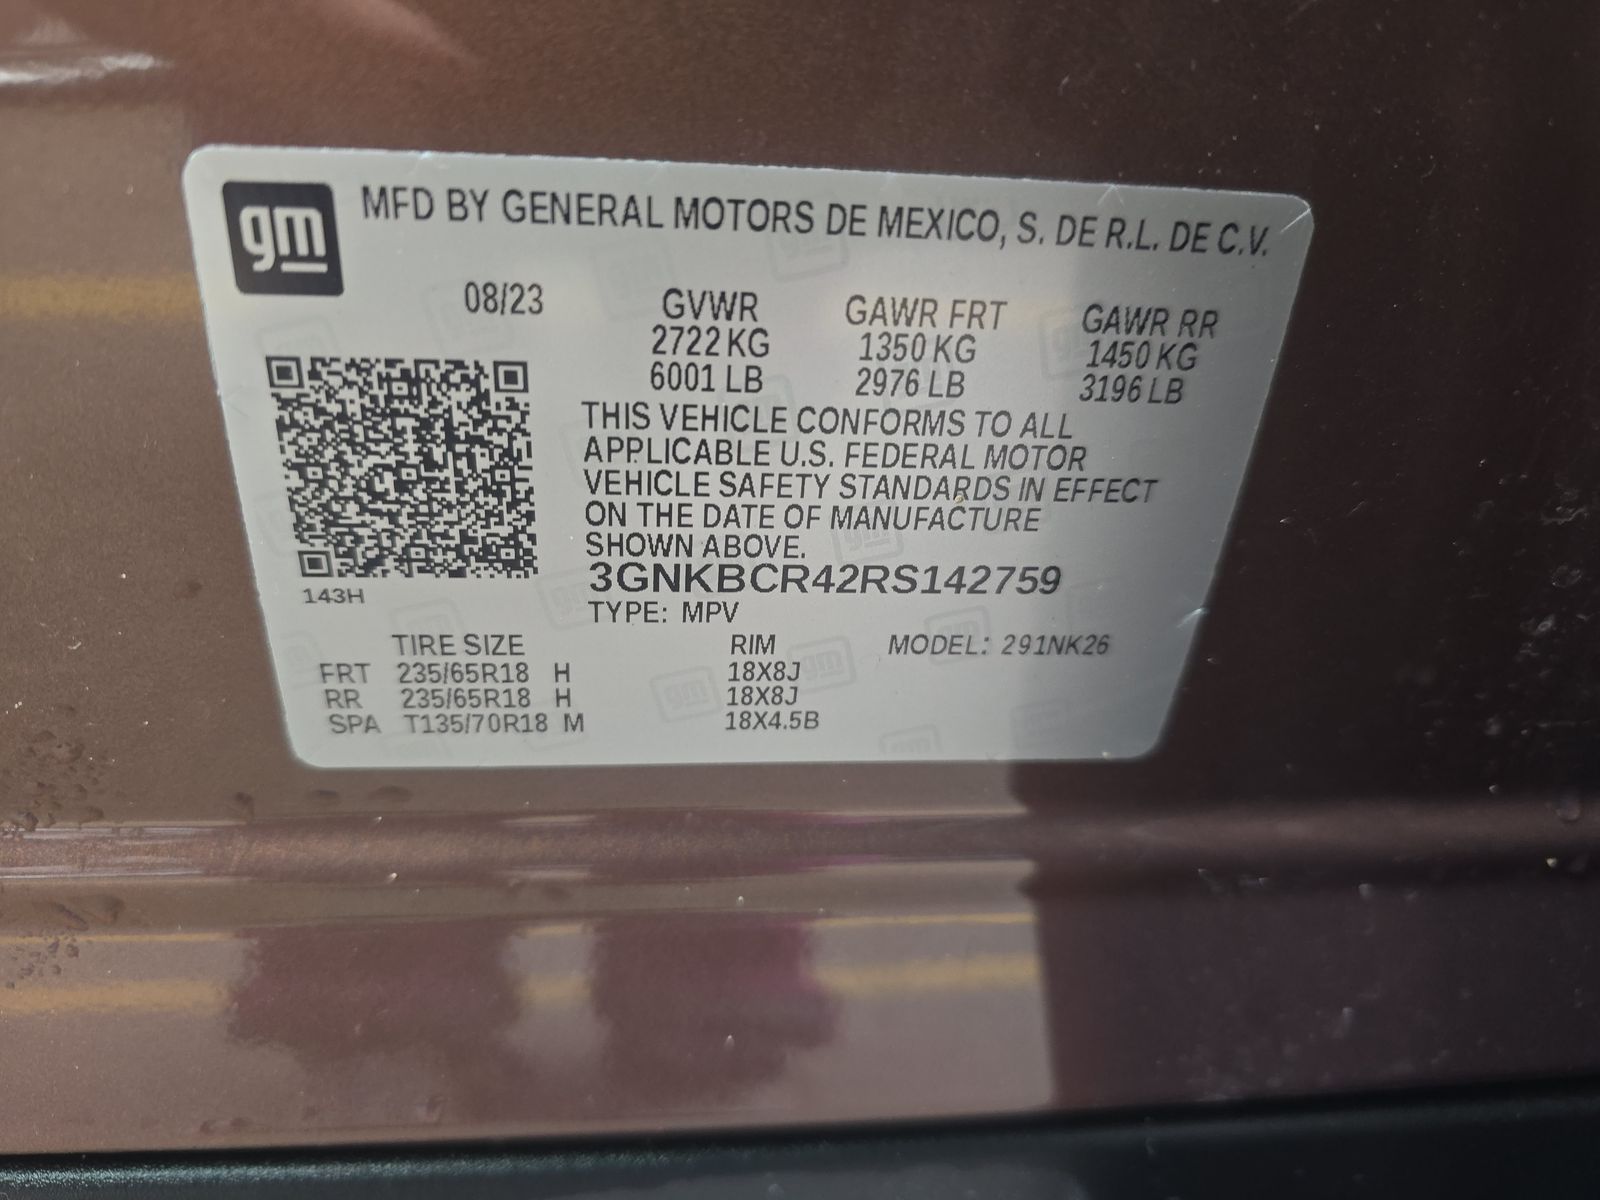 gm
MFD BY GENERAL MOTORS DE MEXICO, S. DE R.L. DE C.V.
08/23 GVWR GAWR FRT GAWR RR
2722 KG 1350 KG 1450 KG
6001 LB 2976 LB 3196 LB
THIS VEHICLE CONFORMS TO ALL
APPLICABLE U.S. FEDERAL MOTOR
VEHICLE SAFETY STANDARDS IN EFFECT
ON THE DATE OF MANUFACTURE
SHOWN ABOVE.
3GNKBCR42RS142759
143H
TYPE: MPV
TIRE SIZE RIM MODEL: 291NK26
FRT 235/65R18 H 18X8J
RR 235/65R18 H 18X8J
SPA T135/70R18 M 18X4.5B